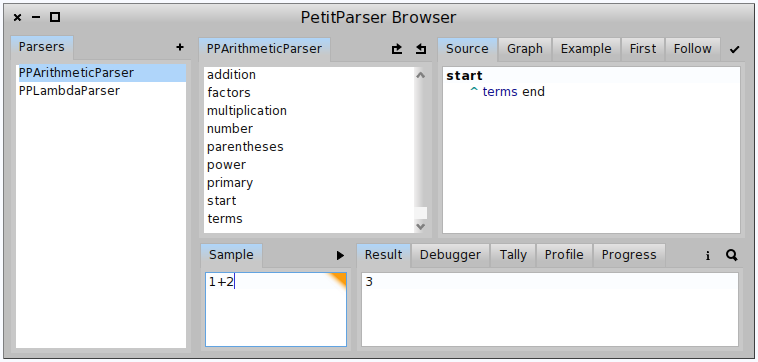 PetitParser Browser
Parsers
PPArithmeticParser
PPLambdaParser
PPArithmeticParser
addition
factors
multiplication
number
parentheses
power
primary
start
terms
Source Graph Example First Follow
start
^ terms end
Sample
1+2
Result Debugger Tally Profile Progress
3